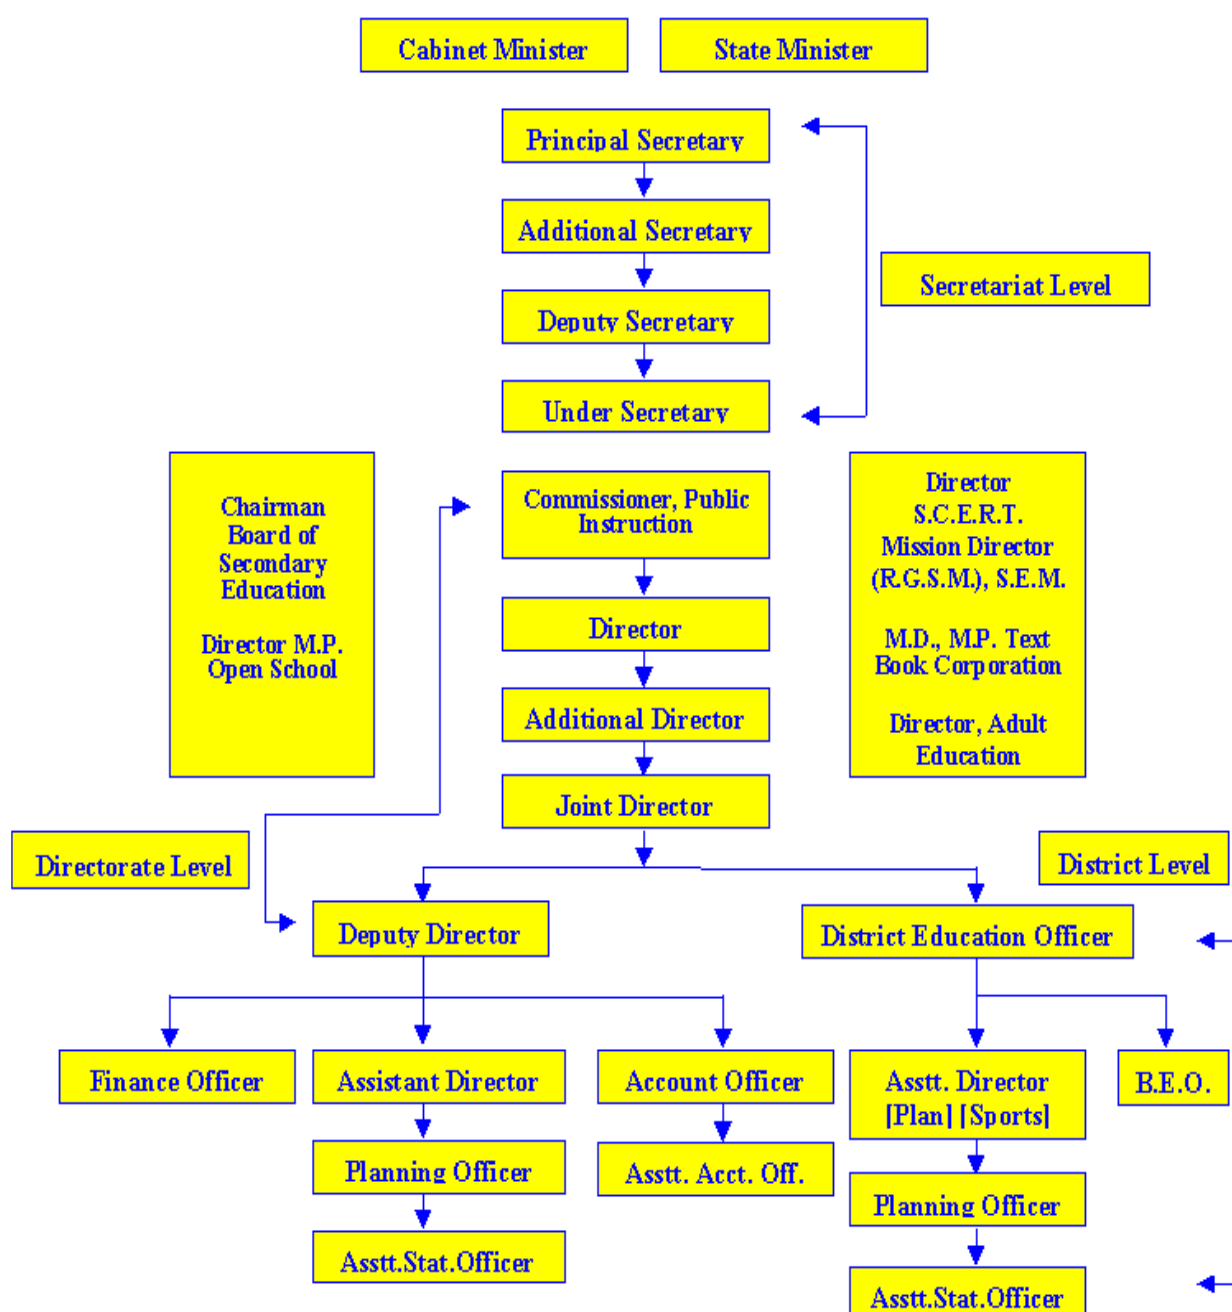 Cabinet Minister
State Minister
Principal Secretary
Additional Secretary
Secretariat Level
Deputy Secretary
Under Secretary
Chairman
Board of
Secondary
Education
Director M.P.
Open School
Commissioner, Public
Instruction
Director
S.C.E.R.T.
Mission Director
(R.G.S.M.), S.E.M.
M.D., M.P. Text
Book Corporation
Director, Adult
Education
Director
Additional Director
Joint Director
Directorate Level
District Level
Deputy Director
District Education Officer
Finance Officer
Assistant Director
Account Officer
Asstt. Director
[Plan] [Sports]
B.E.O.
Planning Officer
Asstt. Acct. Off.
Planning Officer
Asstt.Stat.Officer
Asstt.Stat.Officer